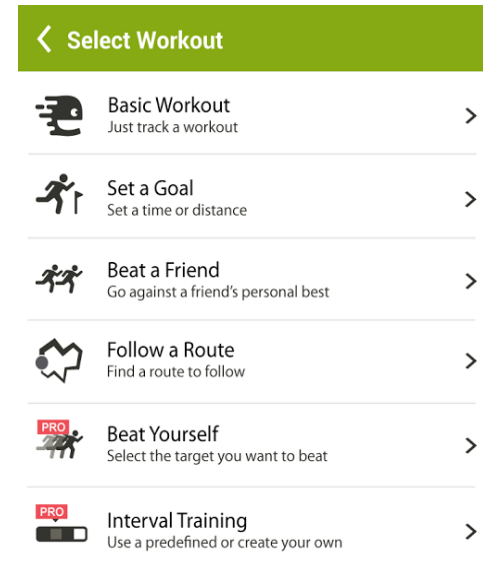 Select Workout
Basic Workout
Just track a workout
Set a Goal
Set a time or distance
Beat a Friend
Go against a friend's personal best
Follow a Route
Find a route to follow
PRO
Beat Yourself
Select the target you want to beat
PRO
Interval Training
Use a predefined or create your own